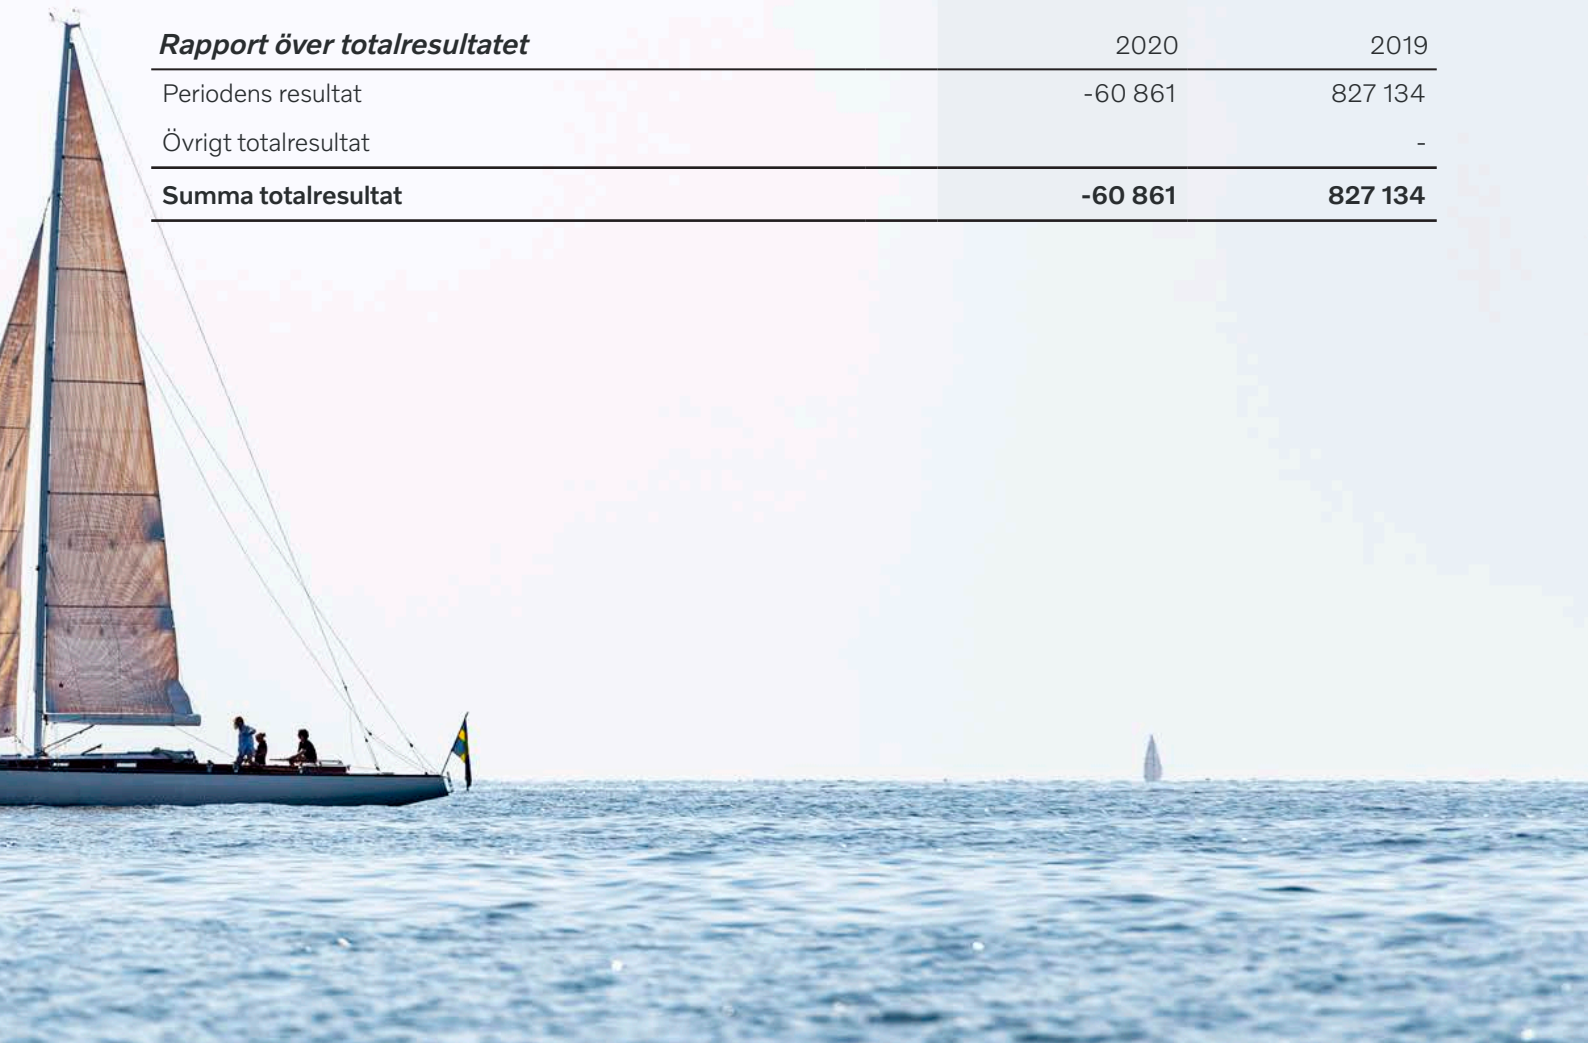 Rapport över totalresultatet 2020 2019
Periodens resultat -60 861 827 134
Övrigt totalresultat -
Summa totalresultat -60 861 827 134